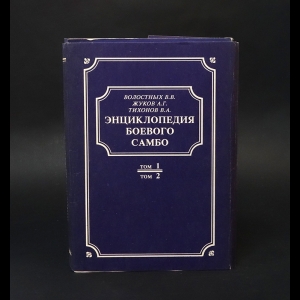 ВОЛОСТНЫХ В.В.
ЖУКОВ А.Г.
ТИХОНОВ В.А.
ЭНЦИКЛОПЕДИЯ
БОЕВОГО
САМБО
ТОМ 1
ТОМ 2